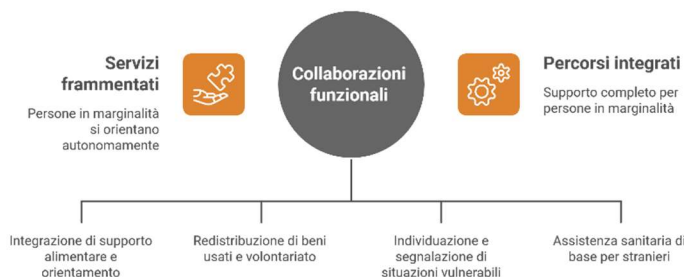 Servizi
frammentati
Persone in marginalità
si orientano
autonomamente
Collaborazioni
funzionali
Percorsi integrati
Supporto completo per
persone in marginalità
Integrazione di supporto
alimentare e
orientamento
Redistribuzione di beni
usati e volontariato
Individuazione e
segnalazione di
situazioni vulnerabili
Assistenza sanitaria di
base per stranieri